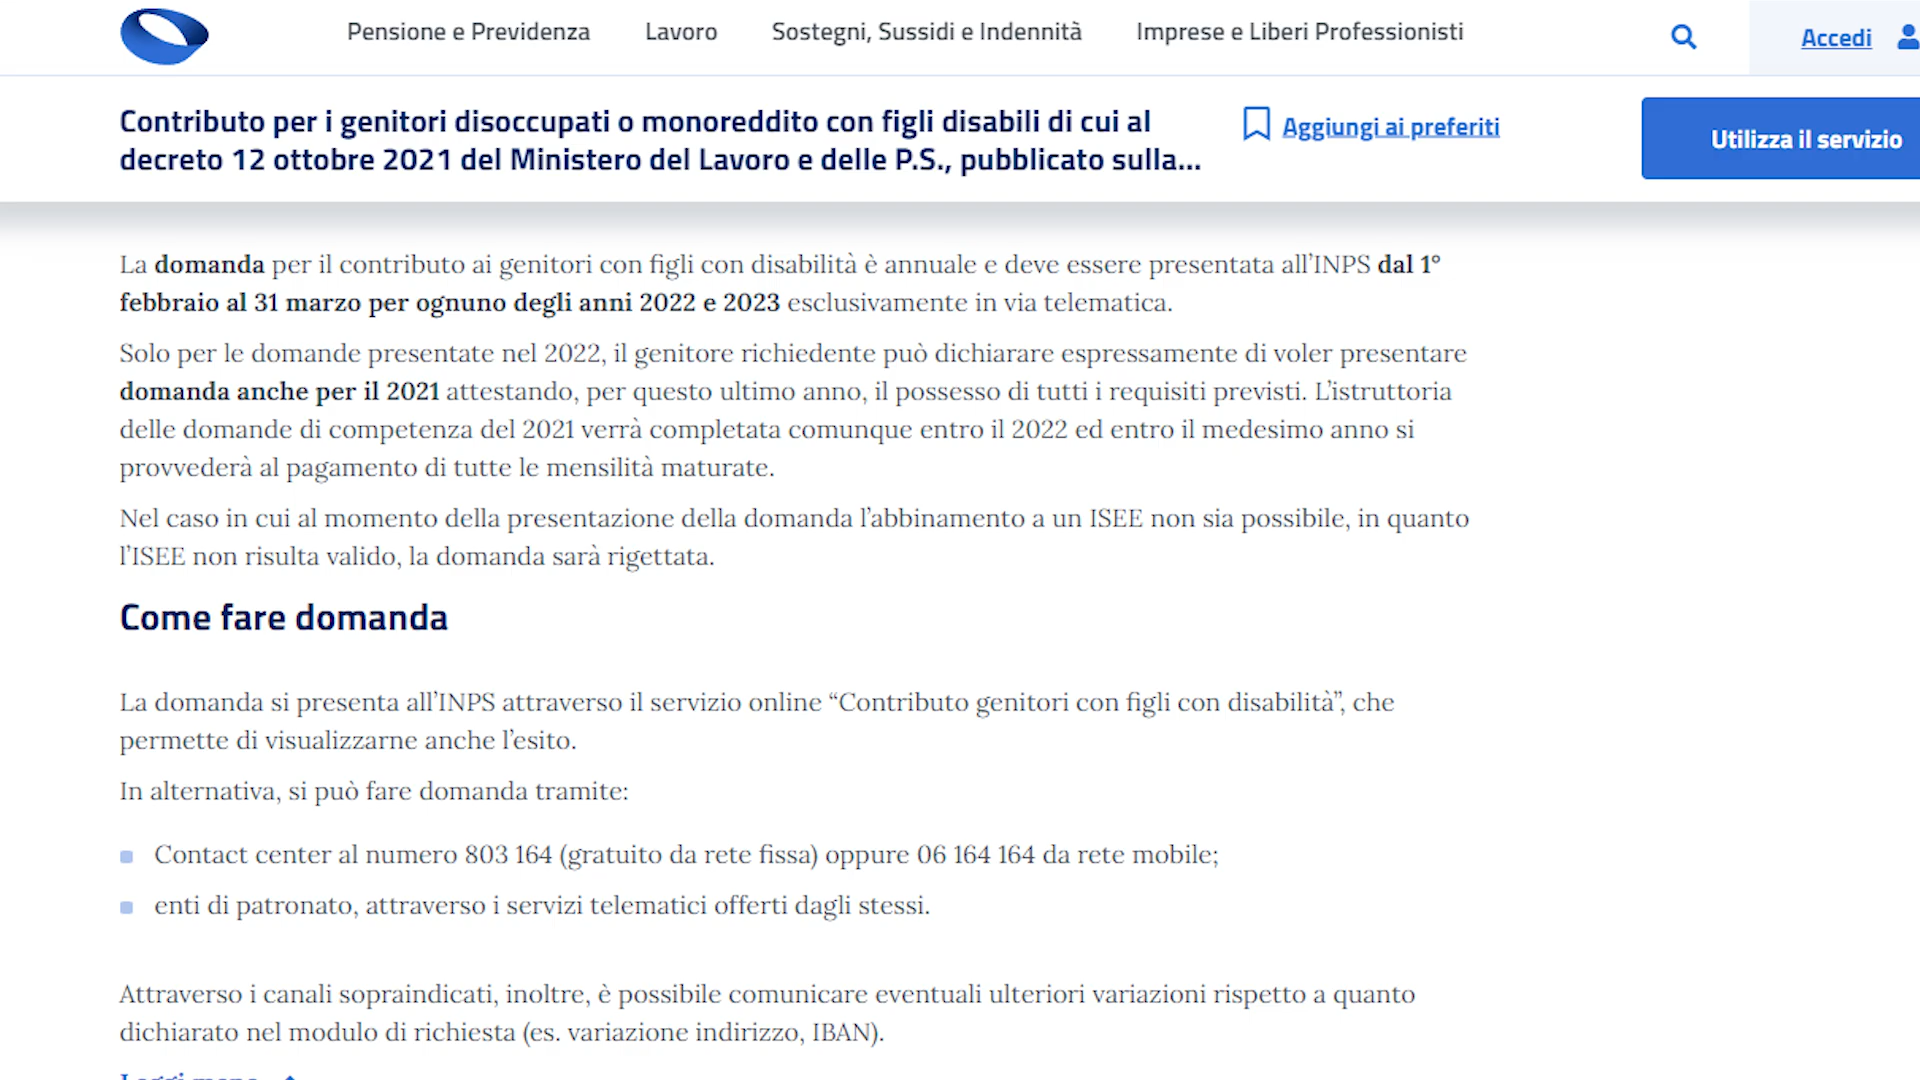 Pensione e Previdenza Lavoro Sostegni, Sussidi e Indennità Imprese e Liberi Professionisti Accedi
Contributo per i genitori disoccupati o monoreddito con figli disabili di cui al
decreto 12 ottobre 2021 del Ministero del Lavoro e delle P.S., pubblicato sulla...
Aggiungi ai preferiti
Utilizza il servizio
La domanda per il contributo ai genitori con figli con disabilità è annuale e deve essere presentata all’INPS dal 1°
febbraio al 31 marzo per ognuno degli anni 2022 e 2023 esclusivamente in via telematica.
Solo per le domande presentate nel 2022, il genitore richiedente può dichiarare espressamente di voler presentare
domanda anche per il 2021 attestando, per questo ultimo anno, il possesso di tutti i requisiti previsti. L’istruttoria
delle domande di competenza del 2021 verrà completata comunque entro il 2022 ed entro il medesimo anno si
provvederà al pagamento di tutte le mensilità maturate.
Nel caso in cui al momento della presentazione della domanda l’abbinamento a un ISEE non sia possibile, in quanto
l’ISEE non risulta valido, la domanda sarà rigettata.
Come fare domanda
La domanda si presenta all’INPS attraverso il servizio online “Contributo genitori con figli con disabilità”, che
permette di visualizzarne anche l’esito.
In alternativa, si può fare domanda tramite:
Contact center al numero 803 164 (gratuito da rete fissa) oppure 06 164 164 da rete mobile;
enti di patronato, attraverso i servizi telematici offerti dagli stessi.
Attraverso i canali sopraindicati, inoltre, è possibile comunicare eventuali ulteriori variazioni rispetto a quanto
dichiarato nel modulo di richiesta (es. variazione indirizzo, IBAN).
Leggi meno